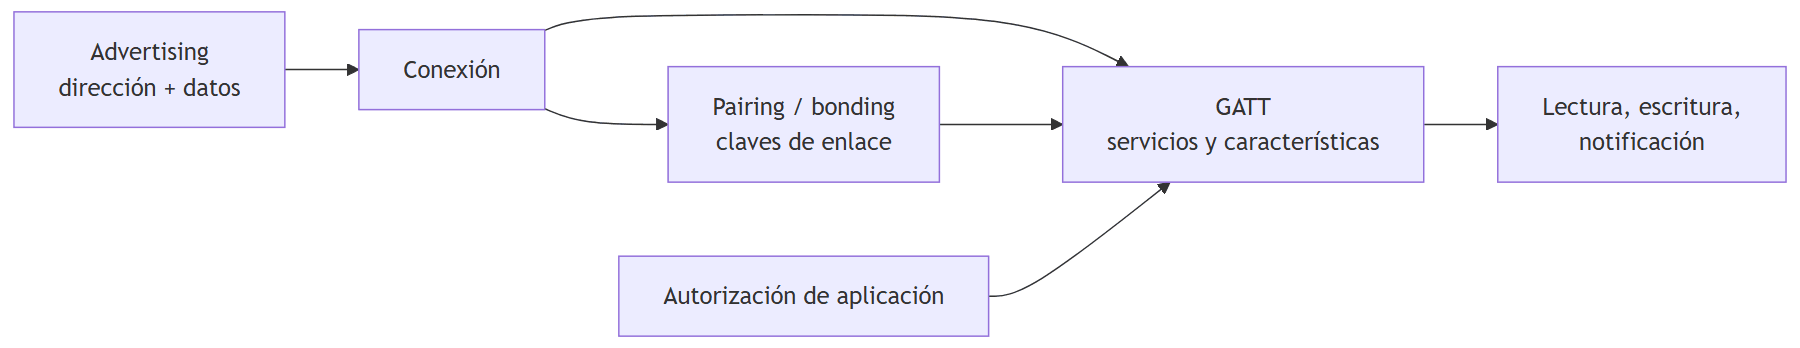 Advertising
dirección + datos
Conexión
Pairing / bonding
claves de enlace
GATT
servicios y características
Lectura, escritura,
notificación
Autorización de aplicación